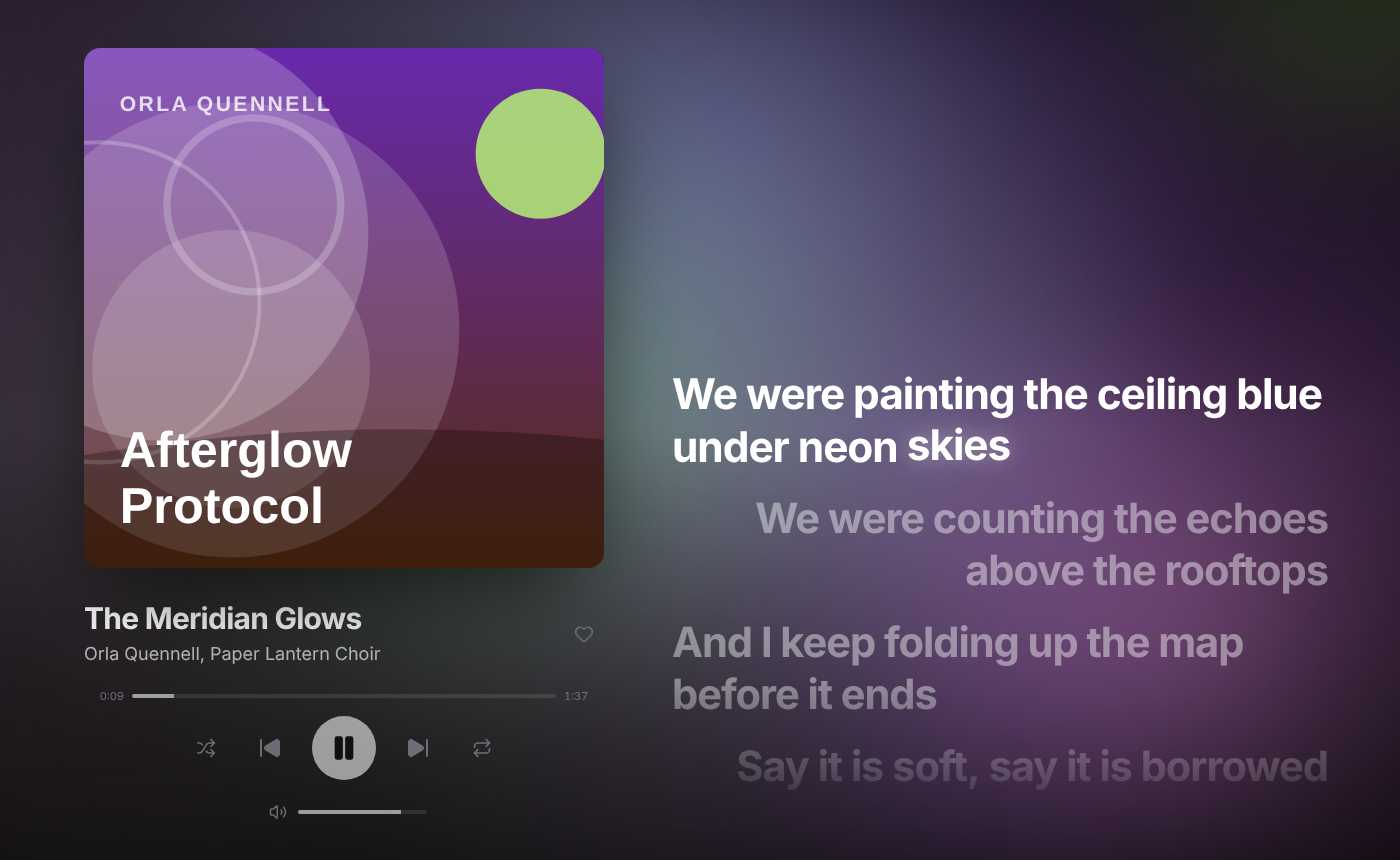 ORLA QUENNELL
Afterglow
Protocol
The Meridian Glows
Orla Quennell, Paper Lantern Choir
0:09
1:37
We were painting the ceiling blue
under neon skies
We were counting the echoes
above the rooftops
And I keep folding up the map
before it ends
Say it is soft, say it is borrowed